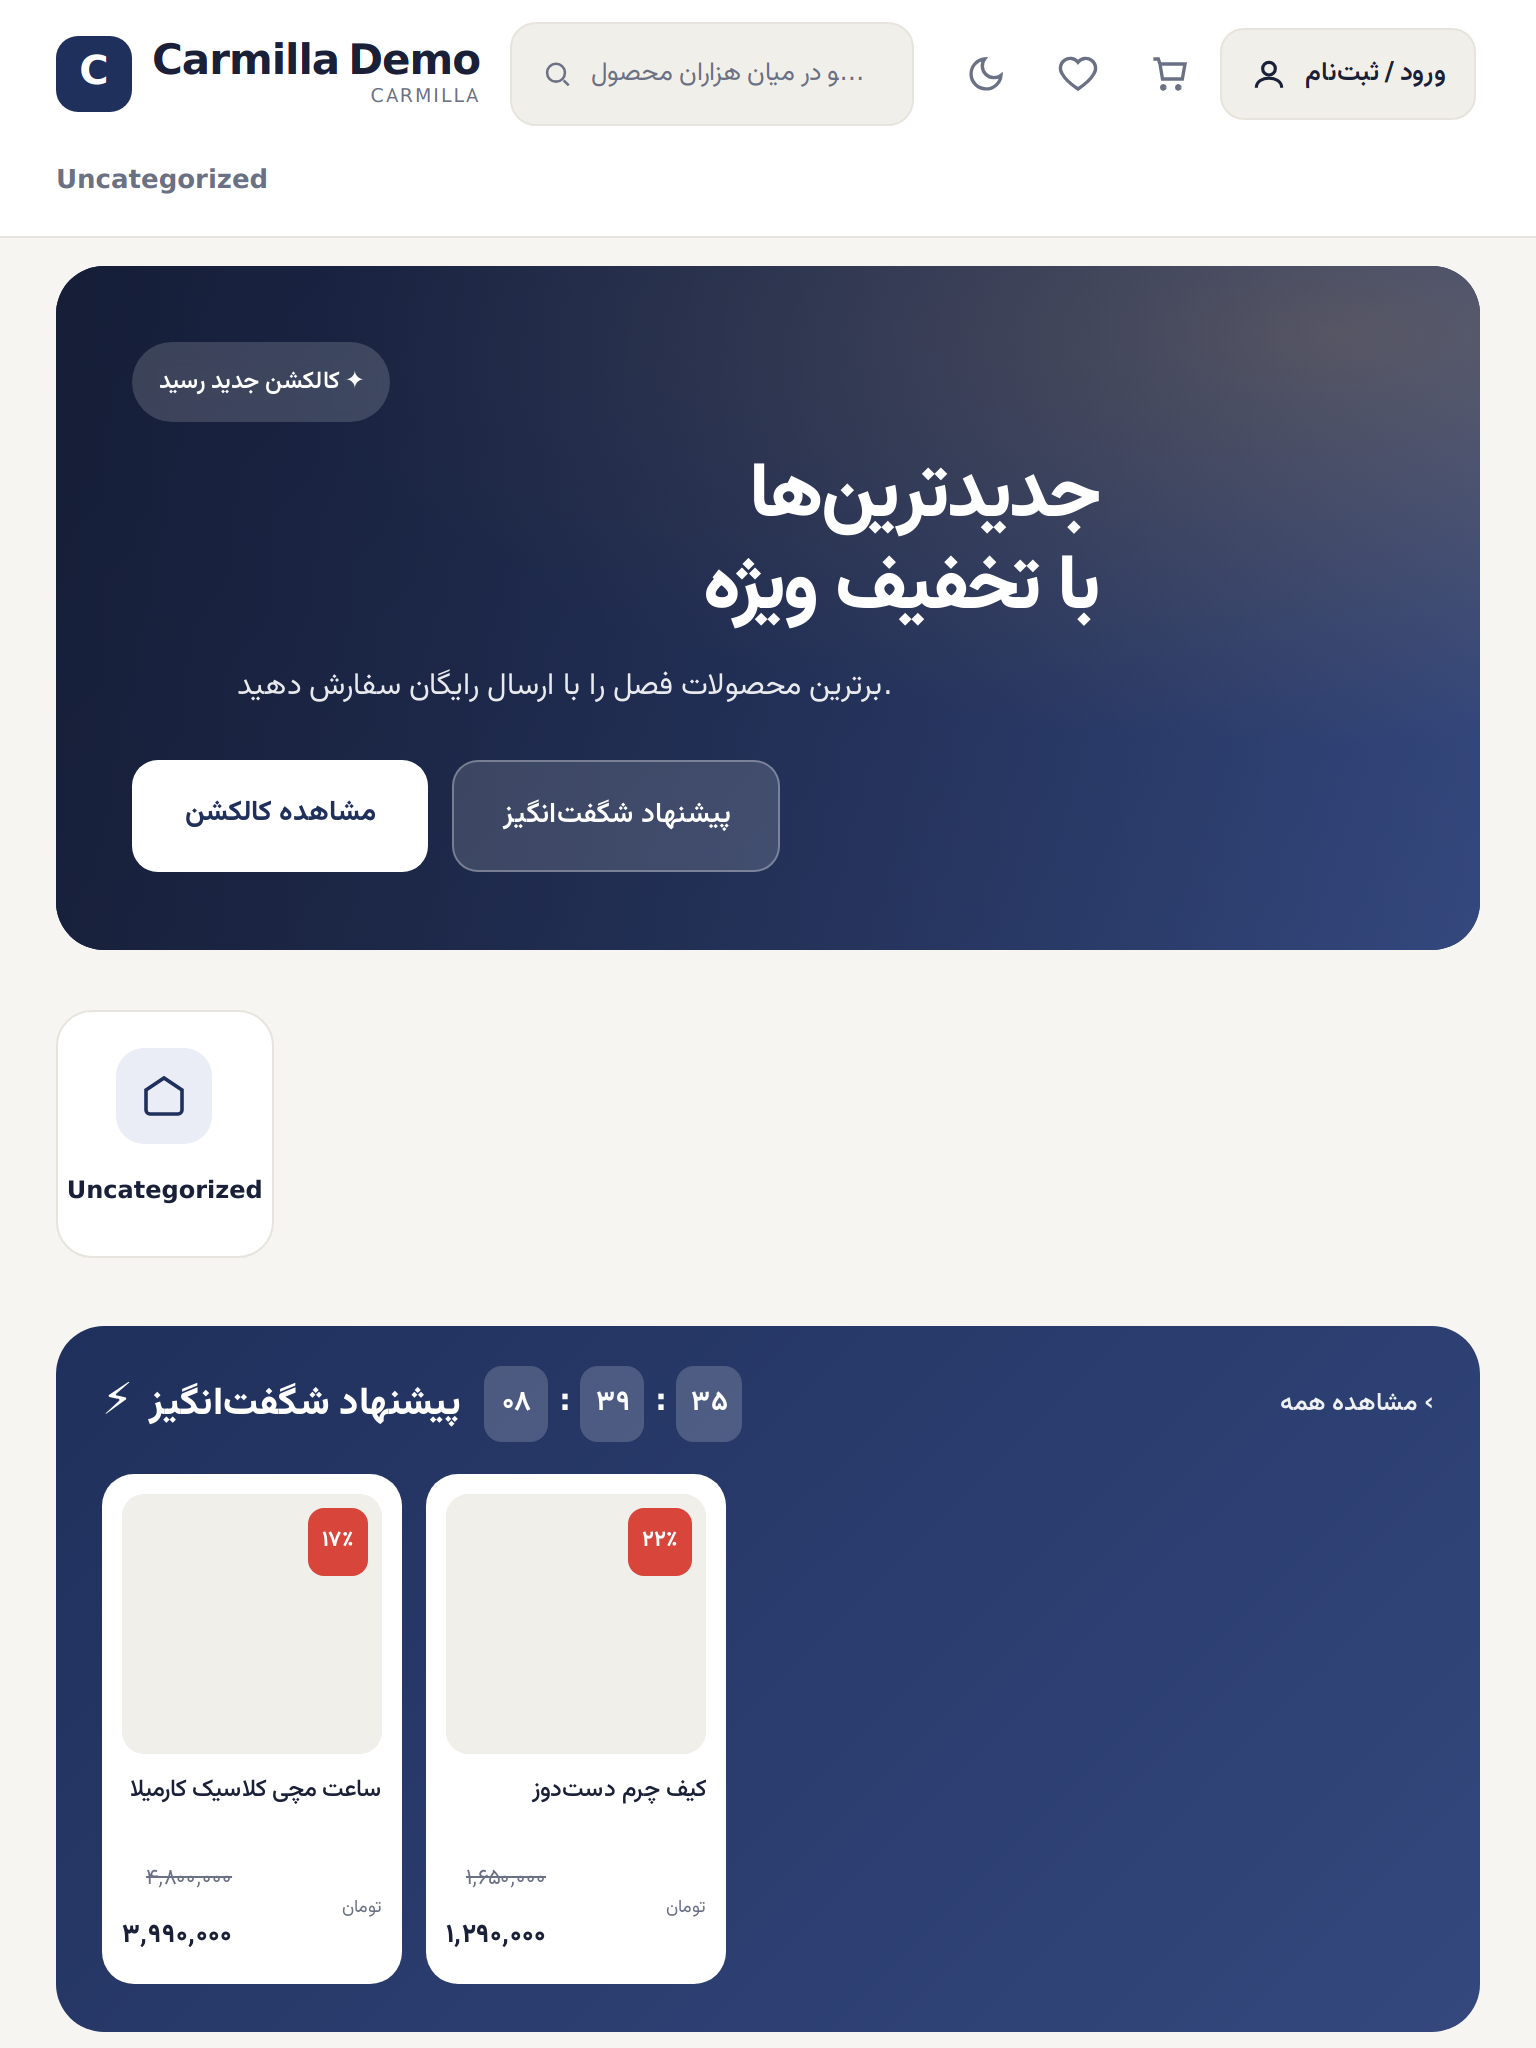 C
Carmilla Demo
CARMILLA
و در میان هزاران محصول...
ورود / ثبت‌نام
Uncategorized
✦ کالکشن جدید رسید
جدیدترین‌ها
با تخفیف ویژه
برترین محصولات فصل را با ارسال رایگان سفارش دهید.
مشاهده کالکشن
پیشنهاد شگفت‌انگیز
Uncategorized
⚡ پیشنهاد شگفت‌انگیز
۰۸ : ۳۹ : ۳۵
مشاهده همه ›
۱۷٪
ساعت مچی کلاسیک کارمیلا
۴,۸۰۰,۰۰۰
۳,۹۹۰,۰۰۰
تومان
۲۲٪
کیف چرم دست‌دوز
۱,۶۵۰,۰۰۰
۱,۲۹۰,۰۰۰
تومان